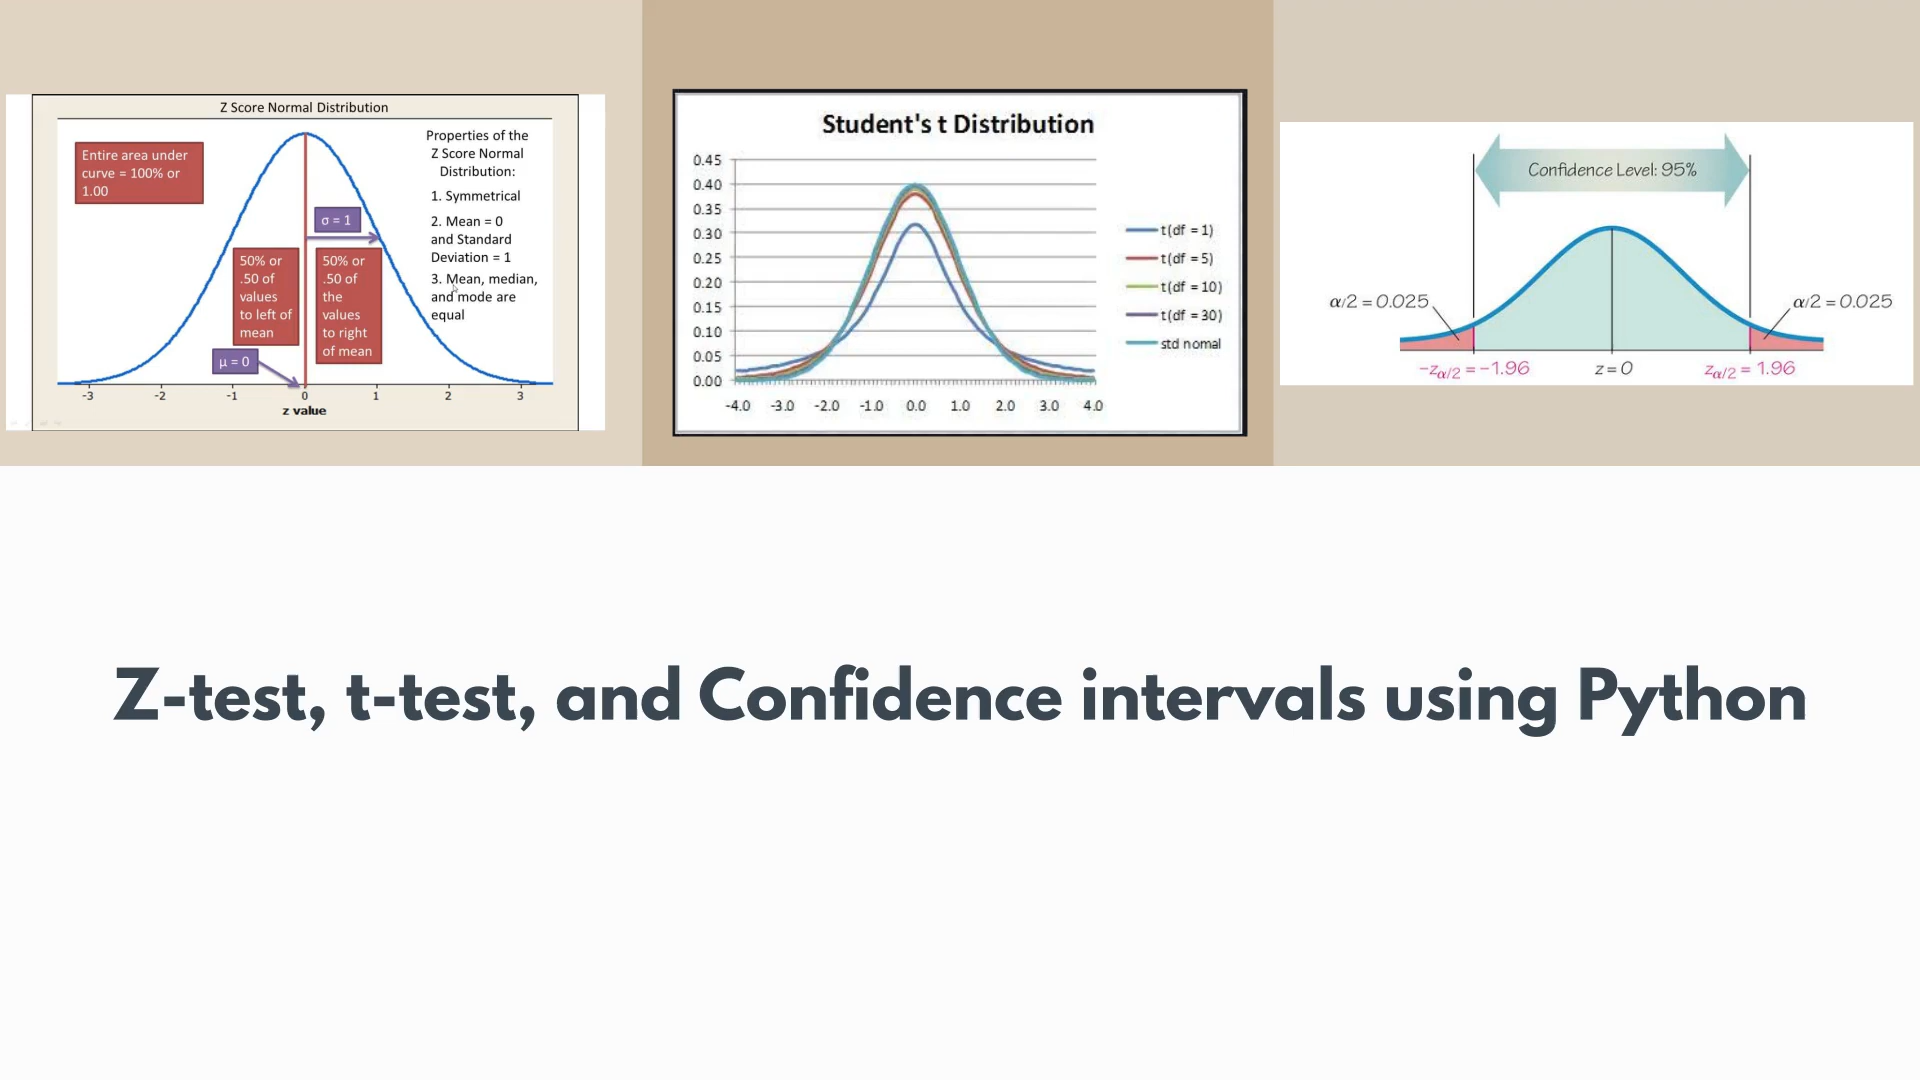 Z Score Normal Distribution
Entire area under
curve = 100% or
1.00
Properties of the
Z Score Normal
Distribution:
1. Symmetrical
2. Mean = 0
and Standard
Deviation = 1
3. Mean, median,
and mode are
equal
σ = 1
50% or
.50 of
values
to left of
mean
50% or
.50 of
the
values
to right
of mean
μ = 0
-3 -2 -1 0 1 2 3
z value
Student's t Distribution
0.45
0.40
0.35
0.30
0.25
0.20
0.15
0.10
0.05
0.00
-4.0 -3.0 -2.0 -1.0 0.0 1.0 2.0 3.0 4.0
t(df = 1)
t(df = 5)
t(df = 10)
t(df = 30)
std nomal
Confidence Level: 95%
α/2 = 0.025
α/2 = 0.025
−zα/2 = −1.96
z = 0
zα/2 = 1.96
Z-test, t-test, and Confidence intervals using Python